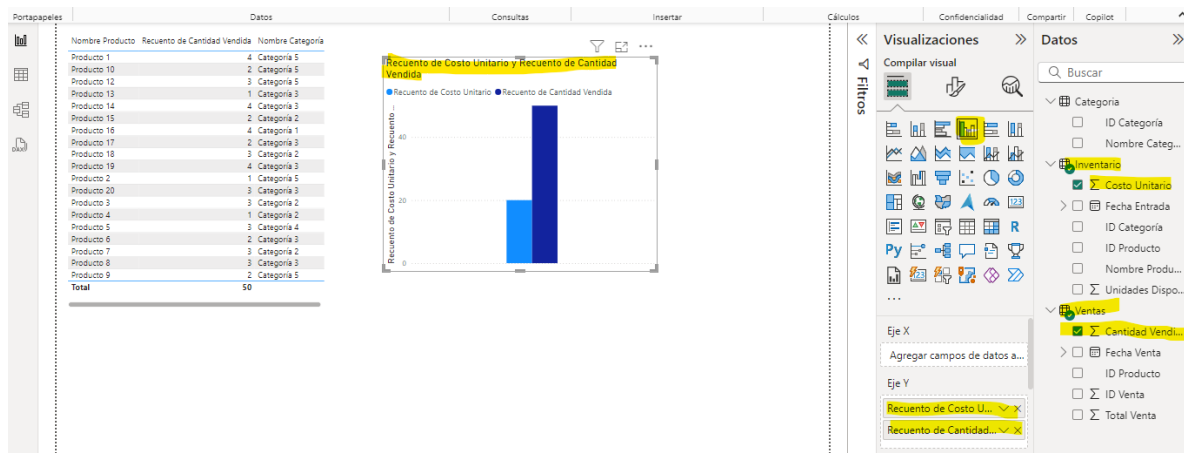 Portapapeles Datos Consultas Insertar Cálculos Confidencialidad Compartir Copilot
Nombre Producto Recuento de Cantidad Vendida Nombre Categoría
Producto 1 4 Categoría 5
Producto 10 2 Categoría 5
Producto 12 3 Categoría 5
Producto 13 1 Categoría 3
Producto 14 4 Categoría 3
Producto 15 2 Categoría 2
Producto 16 4 Categoría 1
Producto 17 2 Categoría 3
Producto 18 3 Categoría 2
Producto 19 4 Categoría 3
Producto 2 1 Categoría 5
Producto 20 3 Categoría 3
Producto 3 3 Categoría 2
Producto 4 1 Categoría 2
Producto 5 3 Categoría 4
Producto 6 2 Categoría 3
Producto 7 3 Categoría 2
Producto 8 3 Categoría 3
Producto 9 2 Categoría 5
Total 50
Recuento de Costo Unitario y Recuento de Cantidad
Vendida
Recuento de Costo Unitario Recuento de Cantidad Vendida
Recuento de Costo Unitario y Recuento ...
40
20
0
Filtros
Visualizaciones
Compilar visual
123
R
Py
123
...
Eje X
Agregar campos de datos a...
Eje Y
Recuento de Costo U...
Recuento de Cantidad...
Datos
Buscar
Categoria
ID Categoría
Nombre Categ...
Inventario
Costo Unitario
Fecha Entrada
ID Categoría
ID Producto
Nombre Produ...
Unidades Dispo...
Ventas
Cantidad Vendi...
Fecha Venta
ID Producto
ID Venta
Total Venta